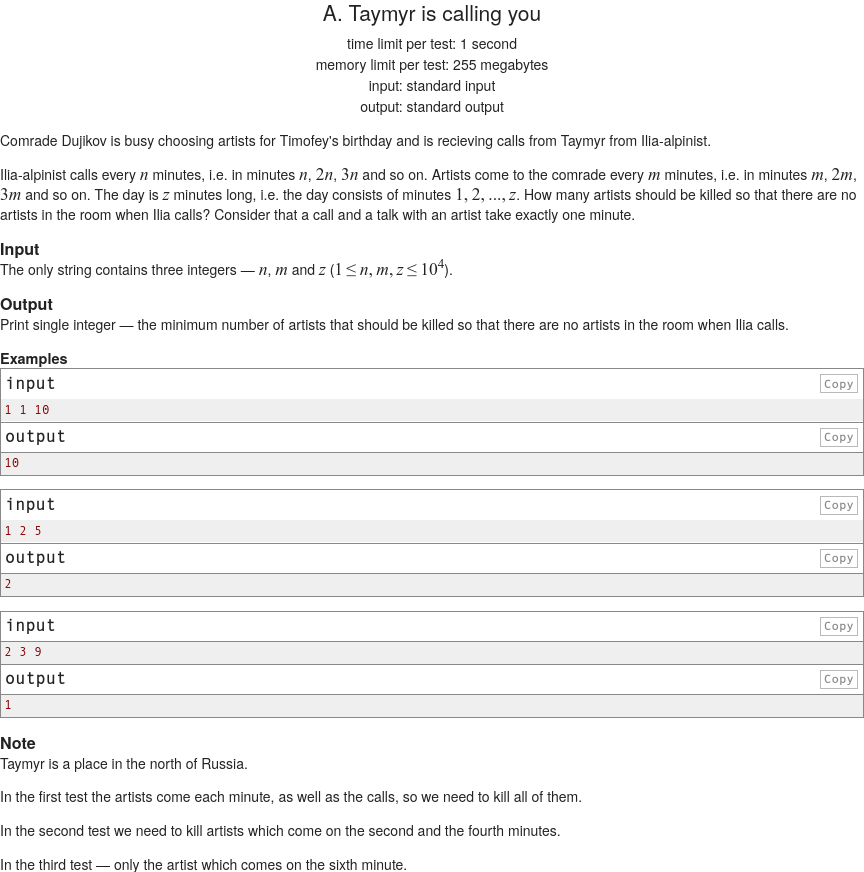 A. Taymyr is calling you
time limit per test: 1 second
memory limit per test: 255 megabytes
input: standard input
output: standard output
Comrade Dujikov is busy choosing artists for Timofey's birthday and is recieving calls from Taymyr from Ilia-alpinist.
Ilia-alpinist calls every n minutes, i.e. in minutes n, 2n, 3n and so on. Artists come to the comrade every m minutes, i.e. in minutes m, 2m,
3m and so on. The day is z minutes long, i.e. the day consists of minutes 1, 2, ..., z. How many artists should be killed so that there are no
artists in the room when Ilia calls? Consider that a call and a talk with an artist take exactly one minute.
Input
The only string contains three integers — n, m and z (1 ≤ n, m, z ≤ 10⁴).
Output
Print single integer — the minimum number of artists that should be killed so that there are no artists in the room when Ilia calls.
Examples
input Copy
1 1 10
output Copy
10
input Copy
1 2 5
output Copy
2
input Copy
2 3 9
output Copy
1
Note
Taymyr is a place in the north of Russia.
In the first test the artists come each minute, as well as the calls, so we need to kill all of them.
In the second test we need to kill artists which come on the second and the fourth minutes.
In the third test — only the artist which comes on the sixth minute.